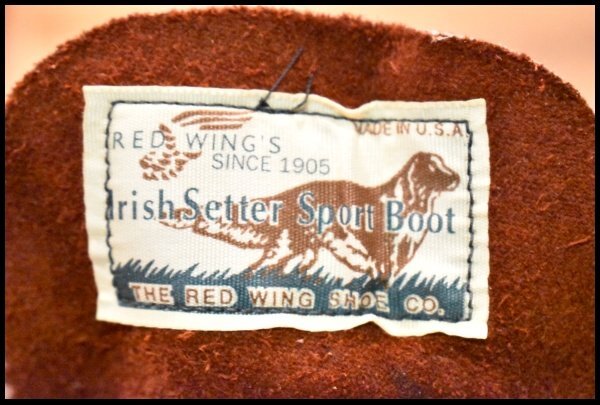 RED WING'S
MADE IN U.S.A.
SINCE 1905
Irish Setter Sport Boot
THE RED WING SHOE CO.